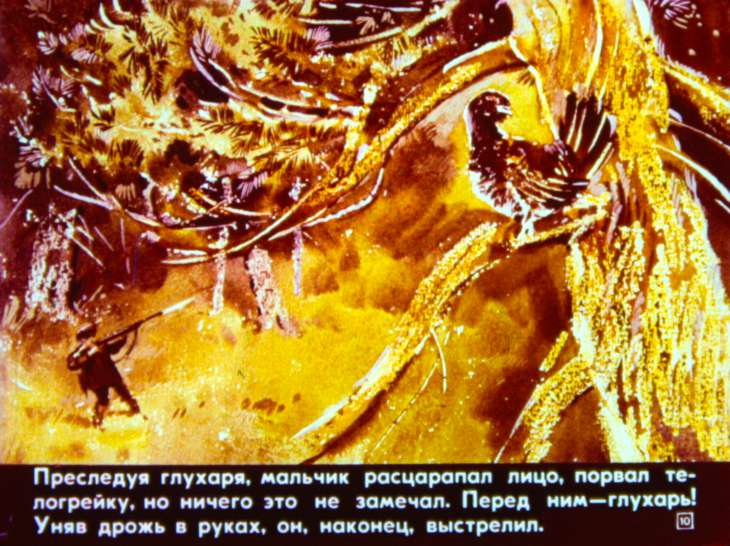 Преследуя глухаря, мальчик расцарапал лицо, порвал те-
логрейку, но ничего это не замечал. Перед ним—глухарь!
Уняв дрожь в руках, он, наконец, выстрелил. 10